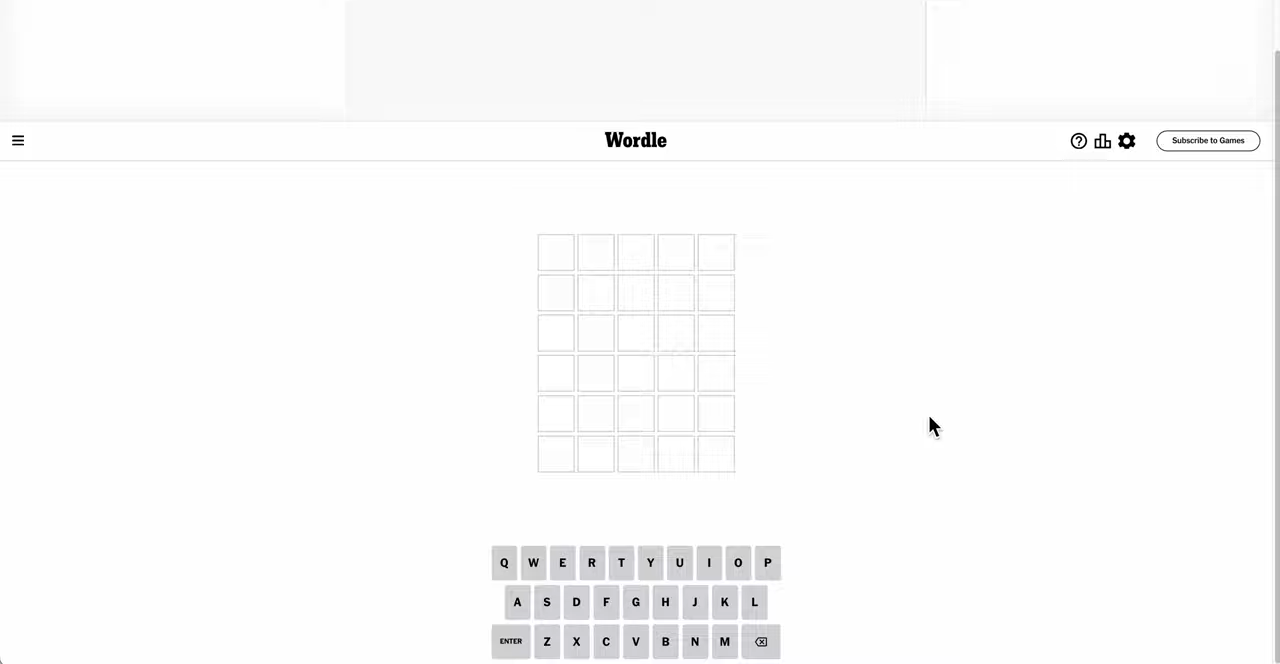 Wordle
Subscribe to Games
Q W E R T Y U I O P
A S D F G H J K L
ENTER Z X C V B N M